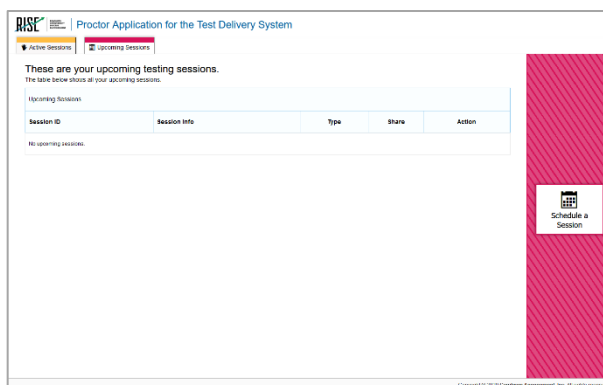 RISE Proctor Application for the Test Delivery System
Active Sessions Upcoming Sessions
These are your upcoming testing sessions.
The table below shows all your upcoming sessions.
Upcoming Sessions
Session ID Session Info Type Share Action
No upcoming sessions.
Schedule a
Session